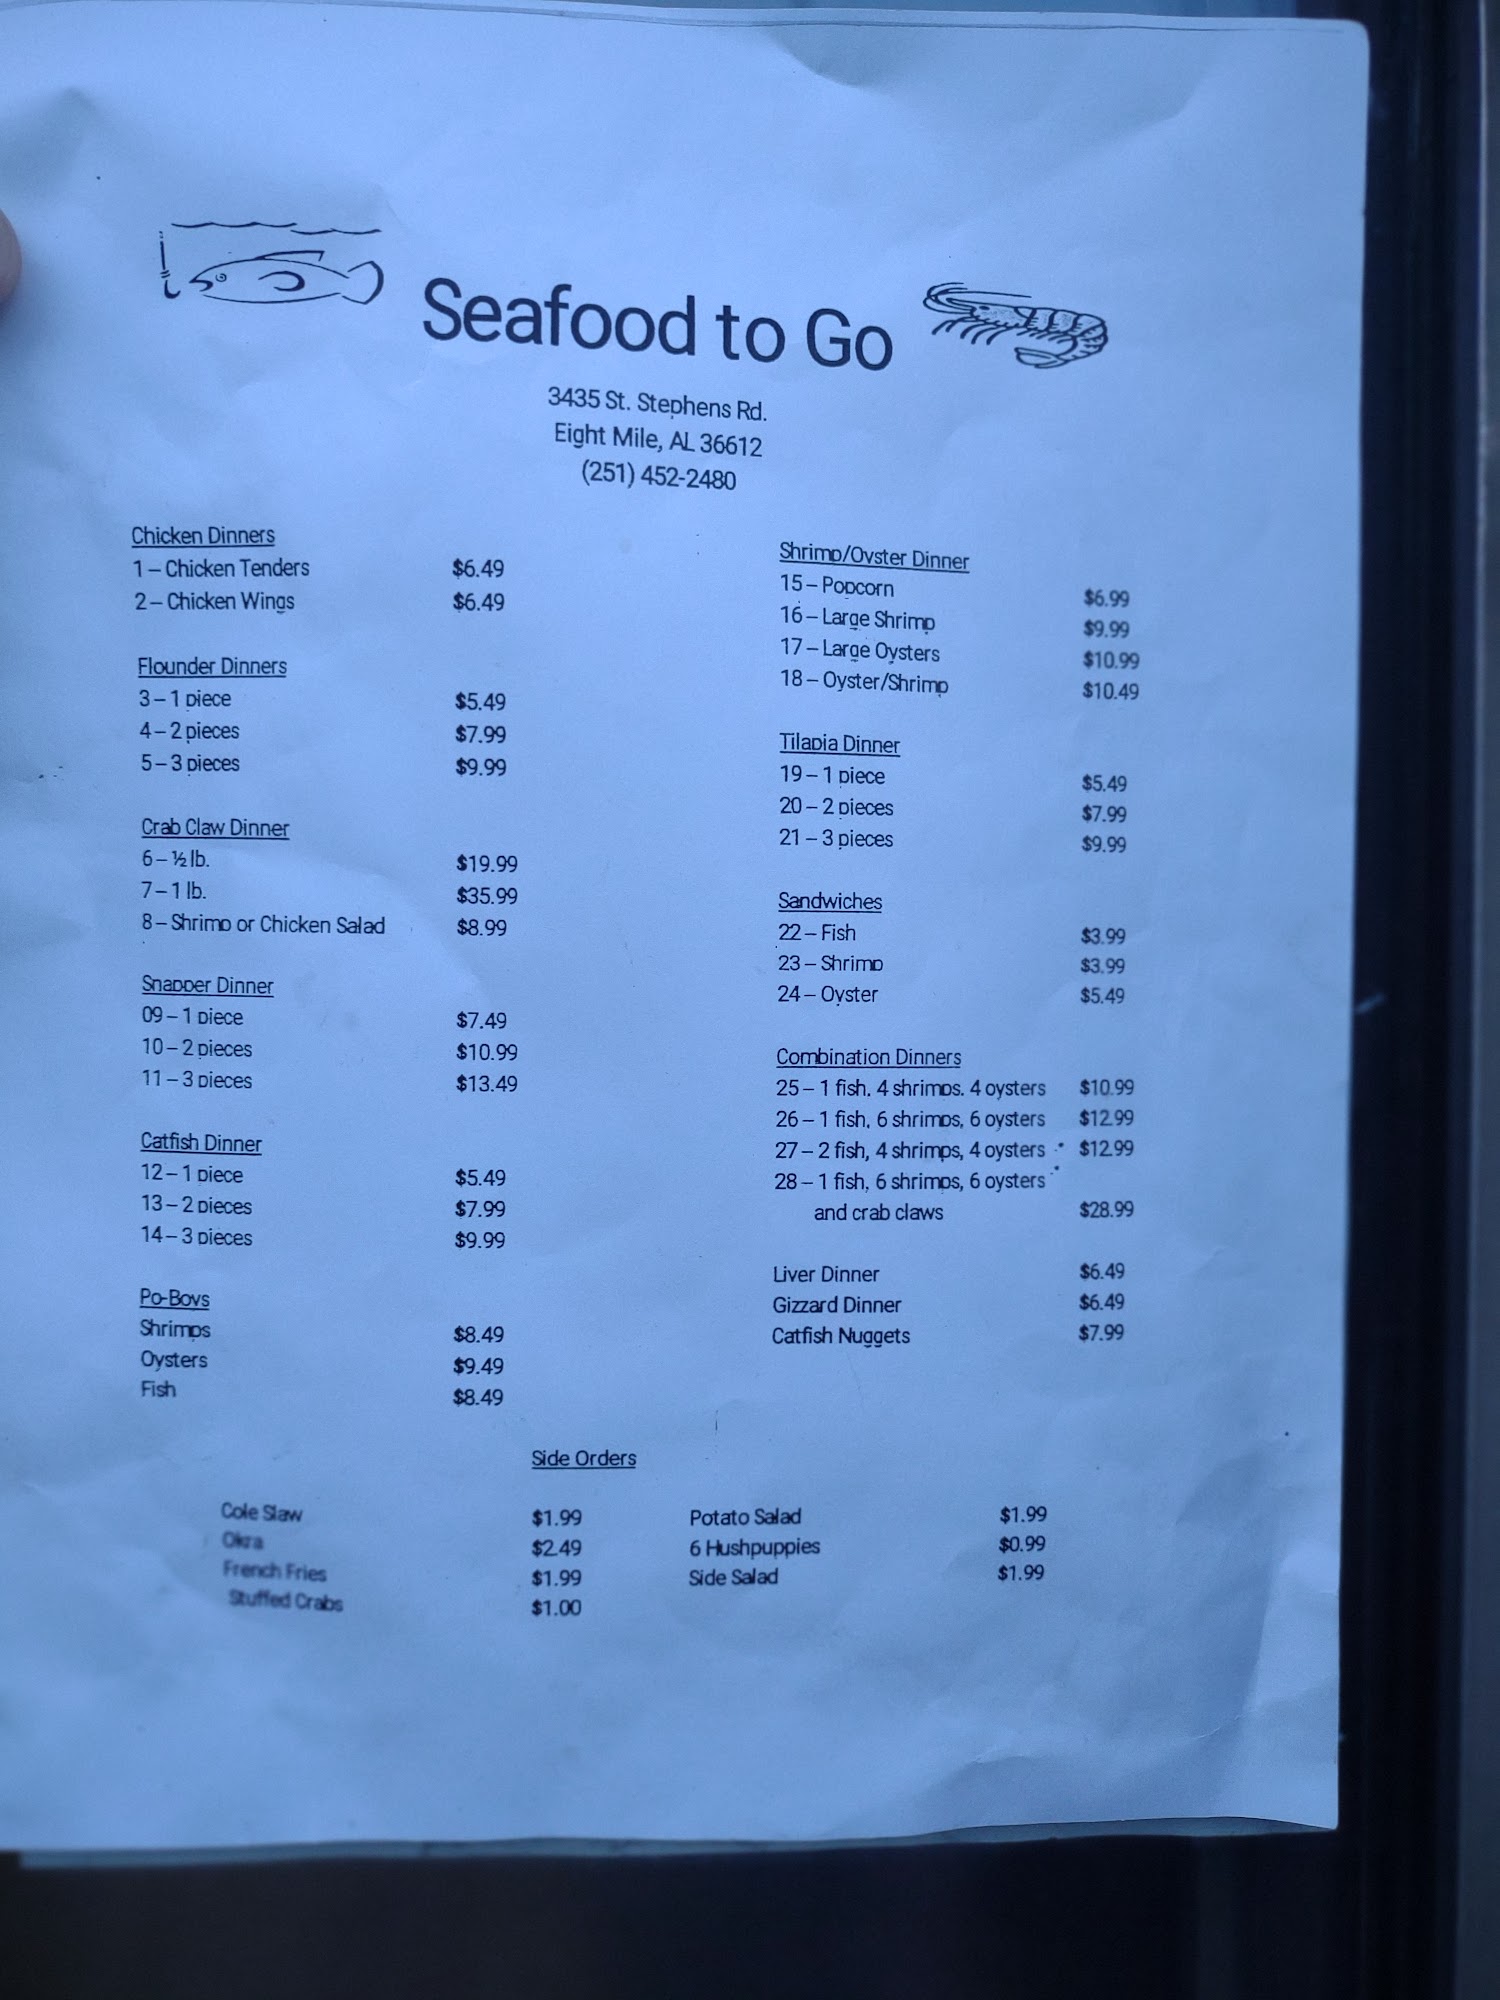 Seafood to Go
3435 St. Stephens Rd.
Eight Mile, AL 36612
(251) 452-2480
Chicken Dinners
1 – Chicken Tenders $6.49
2 – Chicken Wings $6.49
Flounder Dinners
3 – 1 piece $5.49
4 – 2 pieces $7.99
5 – 3 pieces $9.99
Crab Claw Dinner
6 – ½ lb. $19.99
7 – 1 lb. $35.99
8 – Shrimp or Chicken Salad $8.99
Snapper Dinner
09 – 1 piece $7.49
10 – 2 pieces $10.99
11 – 3 pieces $13.49
Catfish Dinner
12 – 1 piece $5.49
13 – 2 pieces $7.99
14 – 3 pieces $9.99
Po-Boys
Shrimps $8.49
Oysters $9.49
Fish $8.49
Shrimp/Oyster Dinner
15 – Popcorn $6.99
16 – Large Shrimp $9.99
17 – Large Oysters $10.99
18 – Oyster/Shrimp $10.49
Tilapia Dinner
19 – 1 piece $5.49
20 – 2 pieces $7.99
21 – 3 pieces $9.99
Sandwiches
22 – Fish $3.99
23 – Shrimp $3.99
24 – Oyster $5.49
Combination Dinners
25 – 1 fish, 4 shrimps, 4 oysters $10.99
26 – 1 fish, 6 shrimps, 6 oysters $12.99
27 – 2 fish, 4 shrimps, 4 oysters $12.99
28 – 1 fish, 6 shrimps, 6 oysters
and crab claws $28.99
Liver Dinner $6.49
Gizzard Dinner $6.49
Catfish Nuggets $7.99
Side Orders
Cole Slaw $1.99 Potato Salad $1.99
Okra $2.49 6 Hushpuppies $0.99
French Fries $1.99 Side Salad $1.99
Stuffed Crabs $1.00